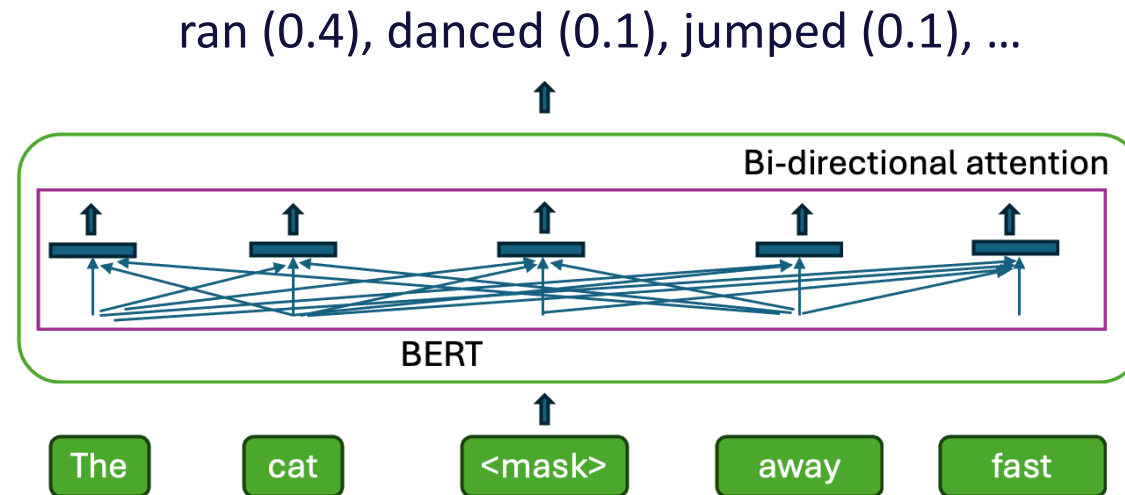 ran (0.4), danced (0.1), jumped (0.1), ...
Bi-directional attention
BERT
The cat <mask> away fast